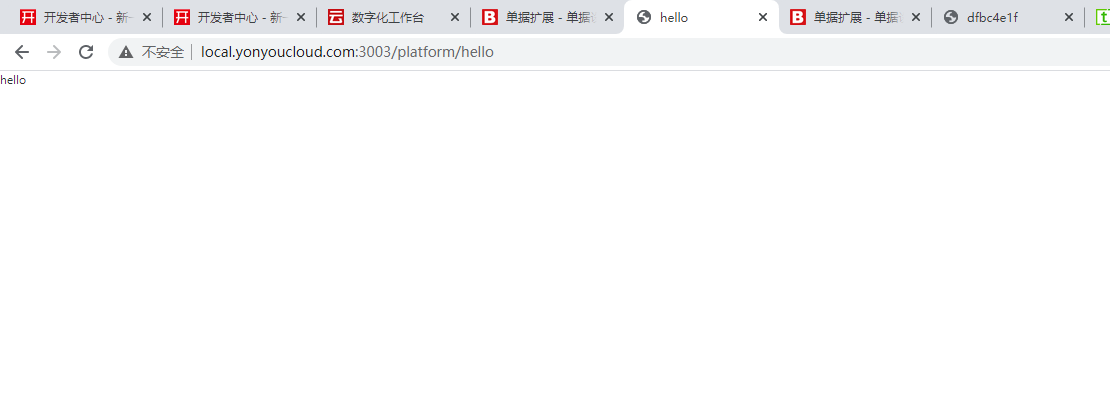 开发者中心 - 新一
开发者中心 - 新一
数字化工作台
单据扩展 - 单据
hello
单据扩展 - 单据
dfbc4e1f
不安全 local.yonyoucloud.com:3003/platform/hello
hello